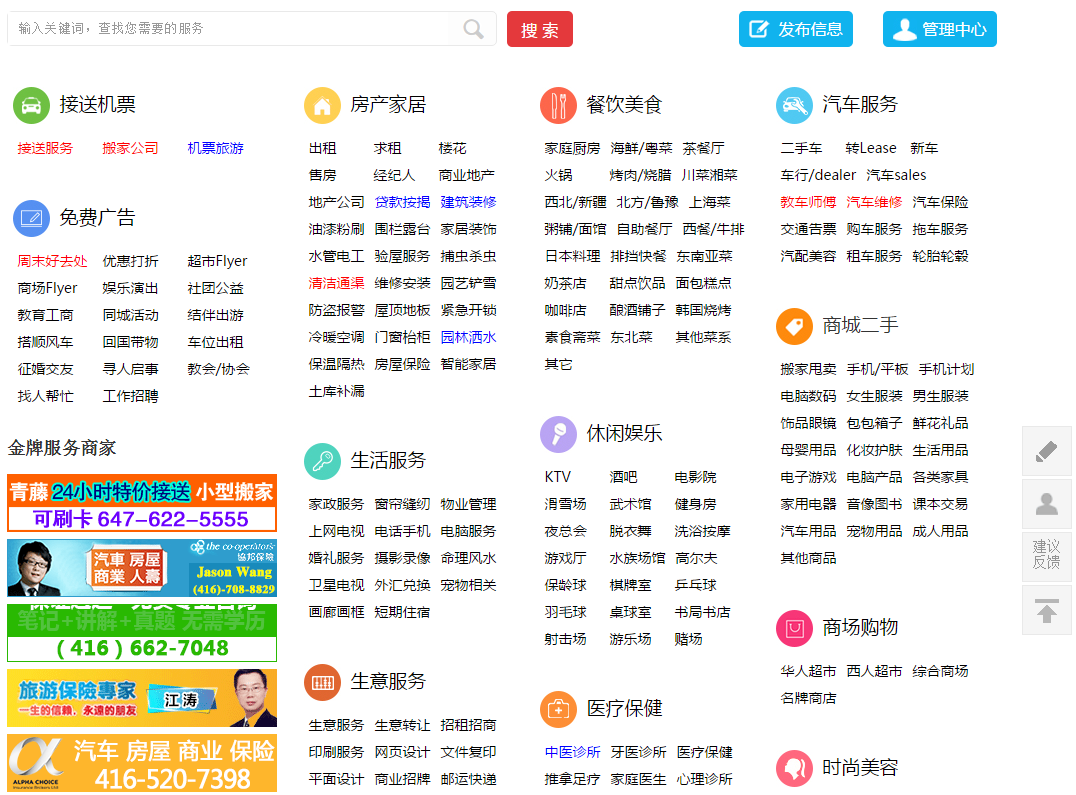 输入关键词，查找您需要的服务
搜 索
发布信息
管理中心
接送机票
接送服务 搬家公司 机票旅游
免费广告
周末好去处 优惠打折 超市Flyer
商场Flyer 娱乐演出 社团公益
教育工商 同城活动 结伴出游
搭顺风车 回国带物 车位出租
征婚交友 寻人启事 教会/协会
找人帮忙 工作招聘
金牌服务商家
青藤 24小时特价接送 小型搬家
可刷卡 647-622-5555
汽車 房屋
商業 人壽
the co-operators
協邦保險
Jason Wang
(416)-708-8829
笔记+讲解+真题 无需学历
( 416 ) 662-7048
旅游保險專家
一生的信賴，永遠的朋友
江 涛
ALPHA CHOICE
汽车 房屋 商业 保险
416-520-7398
房产家居
出租 求租 楼花
售房 经纪人 商业地产
地产公司 贷款按揭 建筑装修
油漆粉刷 围栏露台 家居装饰
水管电工 验屋服务 捕虫杀虫
清洁通渠 维修安装 园艺铲雪
防盗报警 屋顶地板 紧急开锁
冷暖空调 门窗柜柜 园林洒水
保温隔热 房屋保险 智能家居
土库补漏
生活服务
家政服务 窗帘缝纫 物业管理
上网电视 电话手机 电脑服务
婚礼服务 摄影录像 命理风水
卫星电视 外汇兑换 宠物相关
画廊画框 短期住宿
生意服务
生意服务 生意转让 招租招商
印刷服务 网页设计 文件复印
平面设计 商业招牌 邮运快递
餐饮美食
家庭厨房 海鲜/粤菜 茶餐厅
火锅 烤肉/烧腊 川菜湘菜
西北/新疆 北方/鲁豫 上海菜
粥铺/面馆 自助餐厅 西餐/牛排
日本料理 排挡快餐 东南亚菜
奶茶店 甜点饮品 面包糕点
咖啡店 酿酒铺子 韩国烧烤
素食斋菜 东北菜 其他菜系
其它
休闲娱乐
KTV 酒吧 电影院
滑雪场 武术馆 健身房
夜总会 脱衣舞 洗浴按摩
游戏厅 水族场馆 高尔夫
保龄球 棋牌室 乒乓球
羽毛球 桌球室 书局书店
射击场 游乐场 赌场
医疗保健
中医诊所 牙医诊所 医疗保健
推拿足疗 家庭医生 心理诊所
汽车服务
二手车 转Lease 新车
车行/dealer 汽车sales
教车师傅 汽车维修 汽车保险
交通告票 购车服务 拖车服务
汽配美容 租车服务 轮胎轮毂
商城二手
搬家甩卖 手机/平板 手机计划
电脑数码 女生服装 男生服装
饰品眼镜 包包箱子 鲜花礼品
母婴用品 化妆护肤 生活用品
电子游戏 电脑产品 各类家具
家用电器 音像图书 课本交易
汽车用品 宠物用品 成人用品
其他商品
商场购物
华人超市 西人超市 综合商场
名牌商店
时尚美容
建议
反馈